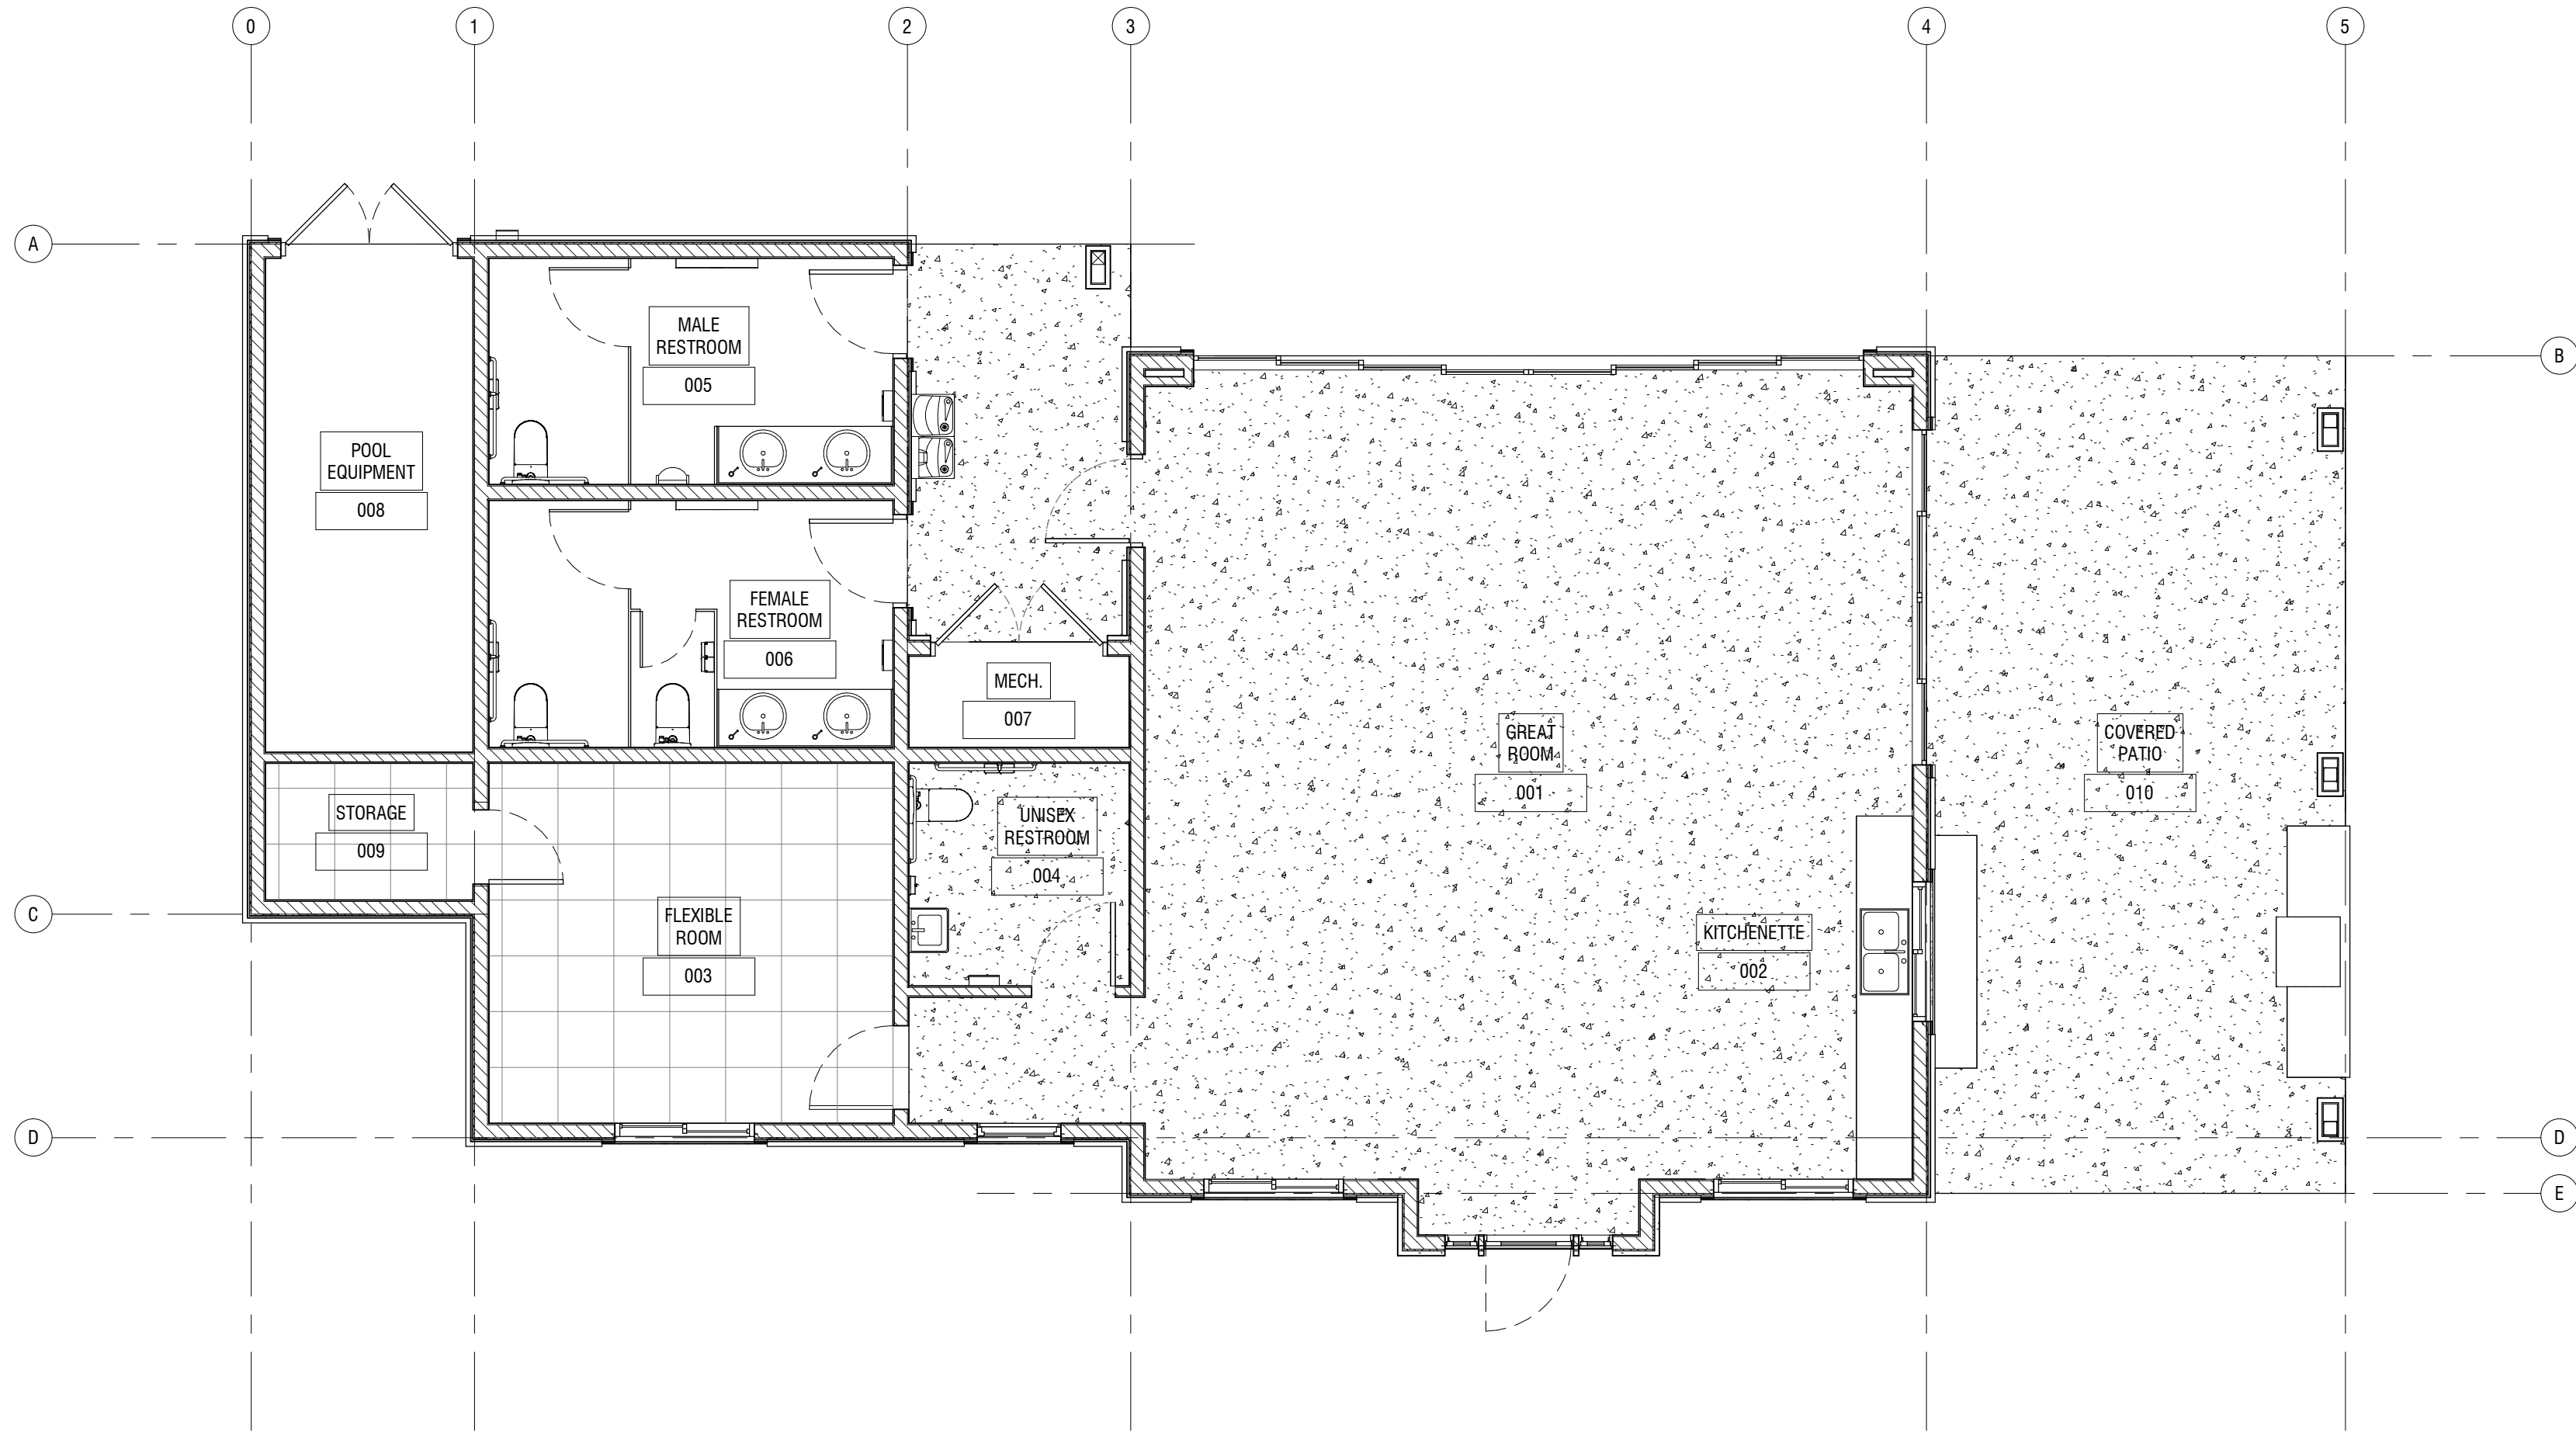 0
1
2
3
4
5
A
B
MALE
RESTROOM
005
POOL
EQUIPMENT
008
FEMALE
RESTROOM
006
MECH.
007
GREAT
ROOM
001
COVERED
PATIO
010
STORAGE
009
UNISEX
RESTROOM
004
FLEXIBLE
ROOM
003
KITCHENETTE
002
C
D
D
E